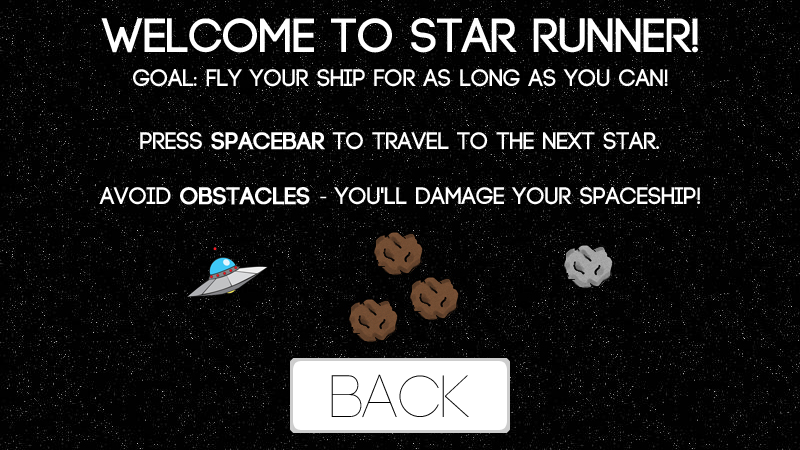 WELCOME TO STAR RUNNER!
GOAL: FLY YOUR SHIP FOR AS LONG AS YOU CAN!
PRESS SPACEBAR TO TRAVEL TO THE NEXT STAR.
AVOID OBSTACLES - YOU'LL DAMAGE YOUR SPACESHIP!
BACK